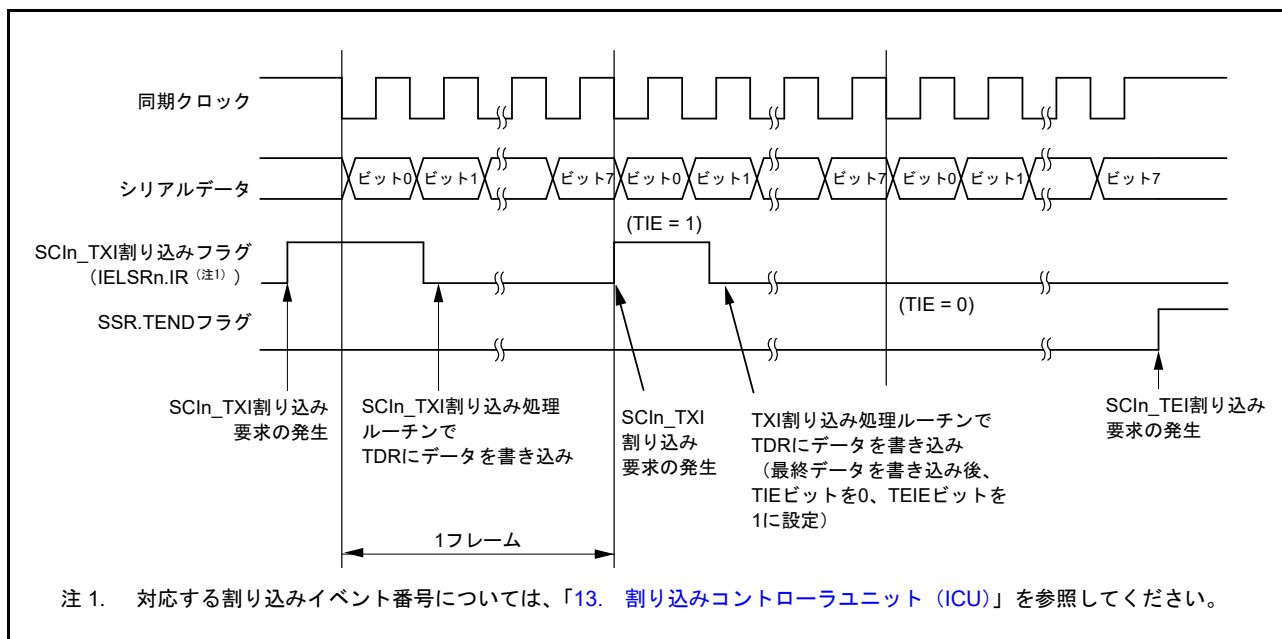 同期クロック
シリアルデータ
ビット0 ビット1 ビット7 ビット0 ビット1 ビット7 ビット0 ビット1 ビット7
(TIE = 1)
SCIn_TXI割り込みフラグ
（IELSRn.IR（注1））
(TIE = 0)
SSR.TENDフラグ
SCIn_TXI割り込み
要求の発生
SCIn_TXI割り込み処理
ルーチンで
TDRにデータを書き込み
SCIn_TXI
割り込み
要求の発生
TXI割り込み処理ルーチンで
TDRにデータを書き込み
（最終データを書き込み後、
TIEビットを0、TEIEビットを
1に設定）
SCIn_TEI割り込み
要求の発生
1フレーム
注 1. 対応する割り込みイベント番号については、「13. 割り込みコントローラユニット（ICU）」を参照してください。